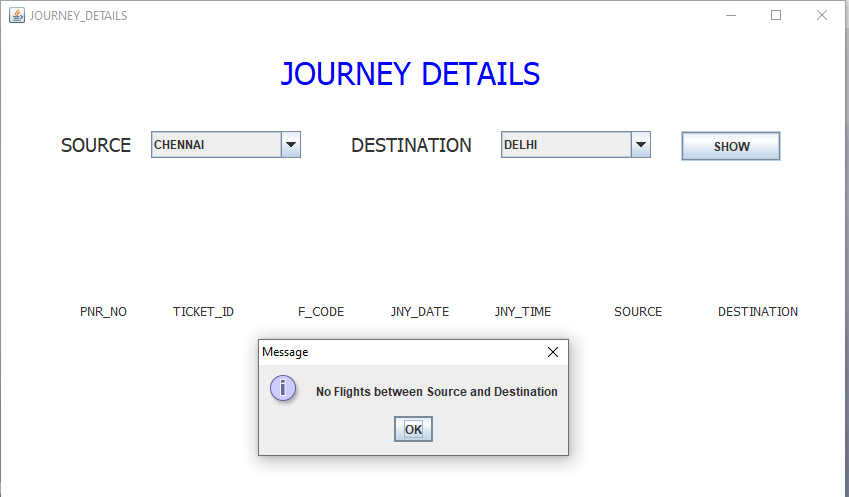 JOURNEY_DETAILS
JOURNEY DETAILS
SOURCE CHENNAI DESTINATION DELHI SHOW
PNR_NO TICKET_ID F_CODE JNY_DATE JNY_TIME SOURCE DESTINATION
Message
i No Flights between Source and Destination
OK